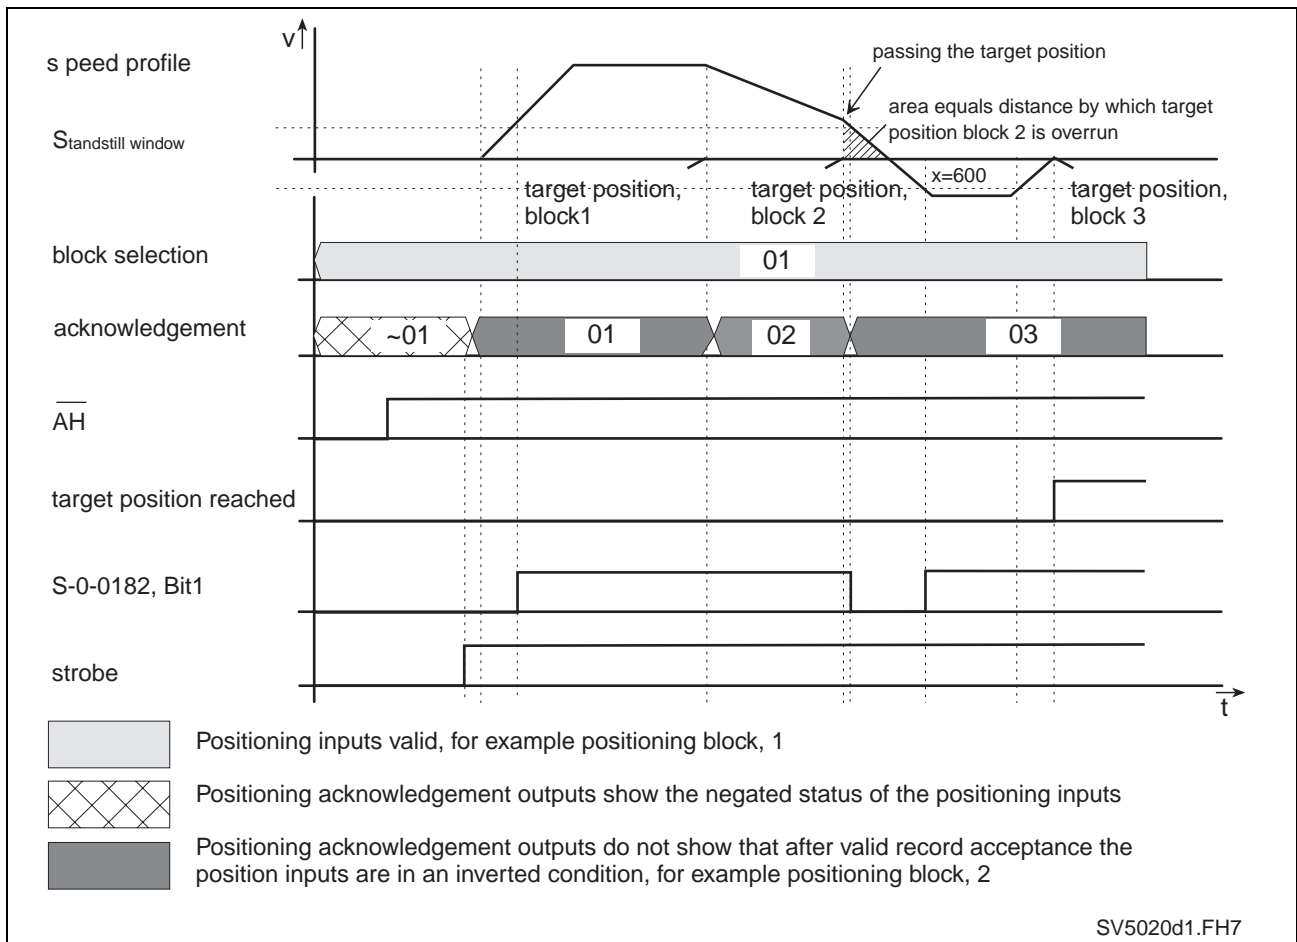 v
s peed profile
passing the target position
area equals distance by which target
position block 2 is overrun
Standstill window
x=600
target position,
block1
target position,
block 2
target position,
block 3
block selection
01
acknowledgement
~01
01
02
03
AH
target position reached
S-0-0182, Bit1
strobe
t
Positioning inputs valid, for example positioning block, 1
Positioning acknowledgement outputs show the negated status of the positioning inputs
Positioning acknowledgement outputs do not show that after valid record acceptance the
position inputs are in an inverted condition, for example positioning block, 2
SV5020d1.FH7